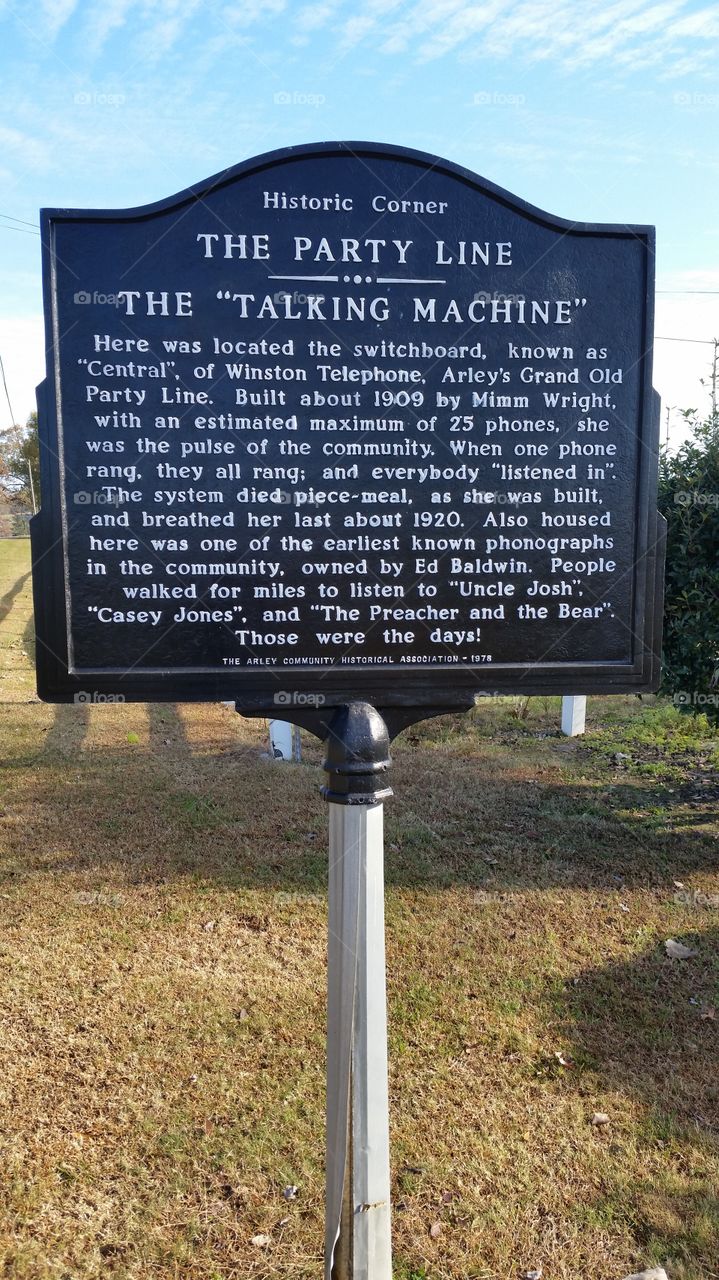 Historic Corner
THE PARTY LINE
THE "TALKING MACHINE"
Here was located the switchboard, known as
"Central", of Winston Telephone, Arley's Grand Old
Party Line. Built about 1909 by Mimm Wright,
with an estimated maximum of 25 phones, she
was the pulse of the community. When one phone
rang, they all rang; and everybody "listened in".
The system died piece-meal, as she was built,
and breathed her last about 1920. Also housed
here was one of the earliest known phonographs
in the community, owned by Ed Baldwin. People
walked for miles to listen to "Uncle Josh",
"Casey Jones", and "The Preacher and the Bear".
Those were the days!
THE ARLEY COMMUNITY HISTORICAL ASSOCIATION - 1978